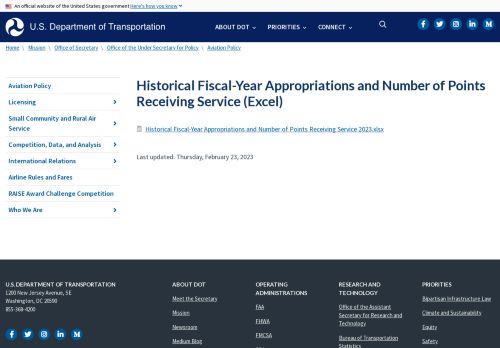 An official website of the United States government Here's how you know
U.S. Department of Transportation
ABOUT DOT PRIORITIES CONNECT
Home \ Mission \ Office of Secretary \ Office of the Under Secretary for Policy \ Aviation Policy
Aviation Policy
Licensing
Small Community and Rural Air
Service
Competition, Data, and Analysis
International Relations
Airline Rules and Fares
RAISE Award Challenge Competition
Who We Are
Historical Fiscal-Year Appropriations and Number of Points
Receiving Service (Excel)
Historical Fiscal-Year Appropriations and Number of Points Receiving Service 2023.xlsx
Last updated: Thursday, February 23, 2023
U.S. DEPARTMENT OF TRANSPORTATION
1200 New Jersey Avenue, SE
Washington, DC 20590
855-368-4200
ABOUT DOT
Meet the Secretary
Mission
Newsroom
Medium Blog
OPERATING
ADMINISTRATIONS
FAA
FHWA
FMCSA
RESEARCH AND
TECHNOLOGY
Office of the Assistant
Secretary for Research and
Technology
Bureau of Transportation
Statistics
PRIORITIES
Bipartisan Infrastructure Law
Climate and Sustainability
Equity
Safety